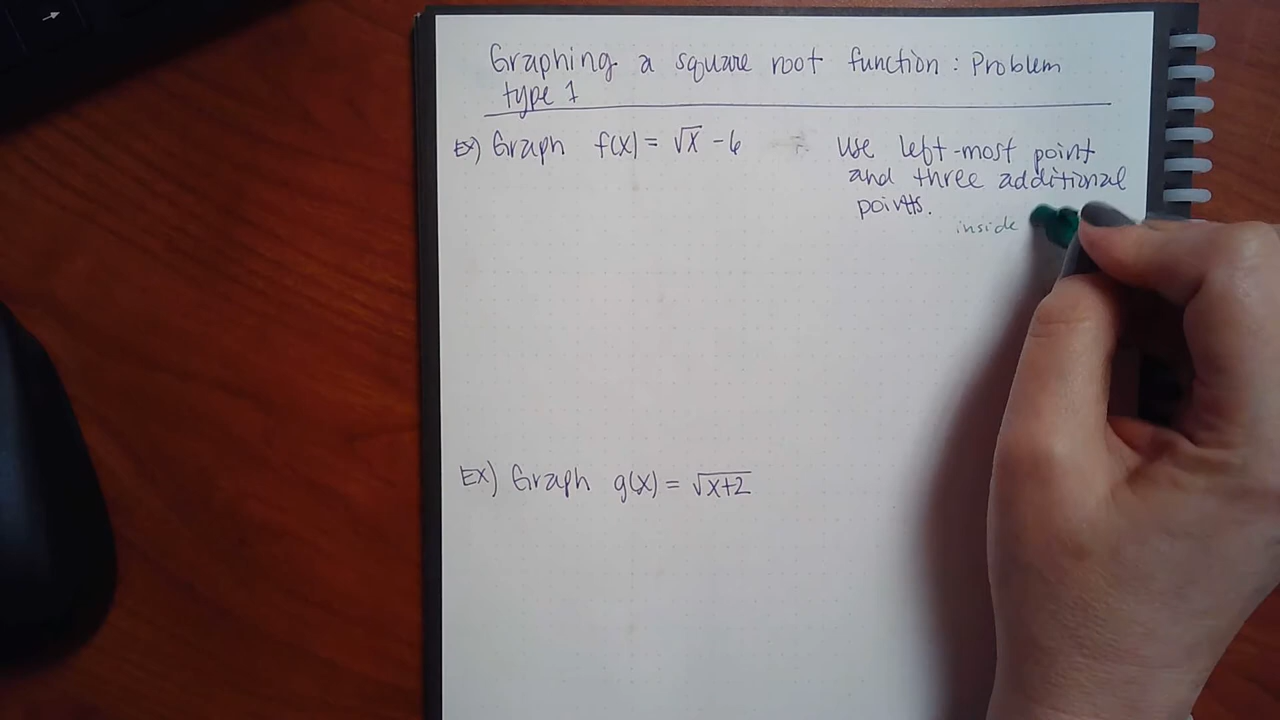 Graphing a square root function : Problem
type 1
Ex) Graph f(x) = √x - 6
Use left-most point
and three additional
points.
inside
Ex) Graph g(x) = √x+2